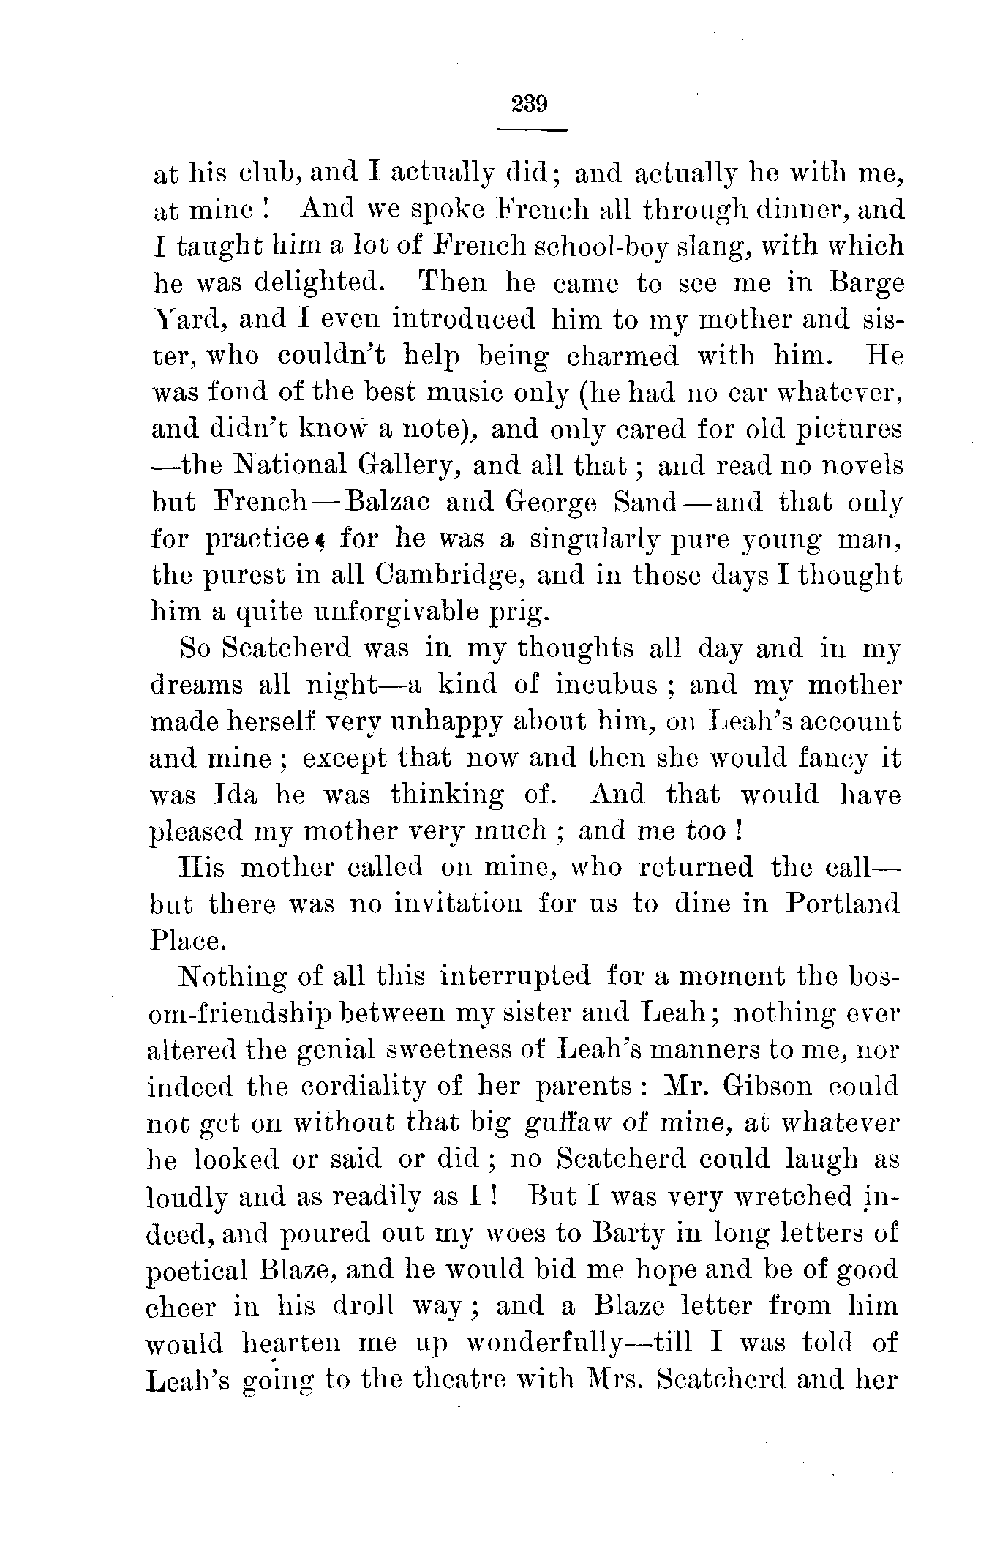 239
at his club, and I actually did; and actually he with me,
at mine! And we spoke French all through dinner, and
I taught him a lot of French school-boy slang, with which
he was delighted. Then he came to see me in Barge
Yard, and I even introduced him to my mother and sis-
ter, who couldn't help being charmed with him. He
was fond of the best music only (he had no ear whatever,
and didn't know a note), and only cared for old pictures
—the National Gallery, and all that; and read no novels
but French—Balzac and George Sand—and that only
for practice; for he was a singularly pure young man,
the purest in all Cambridge, and in those days I thought
him a quite unforgivable prig.
So Scatcherd was in my thoughts all day and in my
dreams all night—a kind of incubus; and my mother
made herself very unhappy about him, on Leah's account
and mine; except that now and then she would fancy it
was Ida he was thinking of. And that would have
pleased my mother very much; and me too!
His mother called on mine, who returned the call—
but there was no invitation for us to dine in Portland
Place.
Nothing of all this interrupted for a moment the bos-
om-friendship between my sister and Leah; nothing ever
altered the genial sweetness of Leah's manners to me, nor
indeed the cordiality of her parents: Mr. Gibson could
not get on without that big guffaw of mine, at whatever
he looked or said or did; no Scatcherd could laugh as
loudly and as readily as I! But I was very wretched in-
deed, and poured out my woes to Barty in long letters of
poetical Blaze, and he would bid me hope and be of good
cheer in his droll way; and a Blaze letter from him
would hearten me up wonderfully—till I was told of
Leah's going to the theatre with Mrs. Scatcherd and her